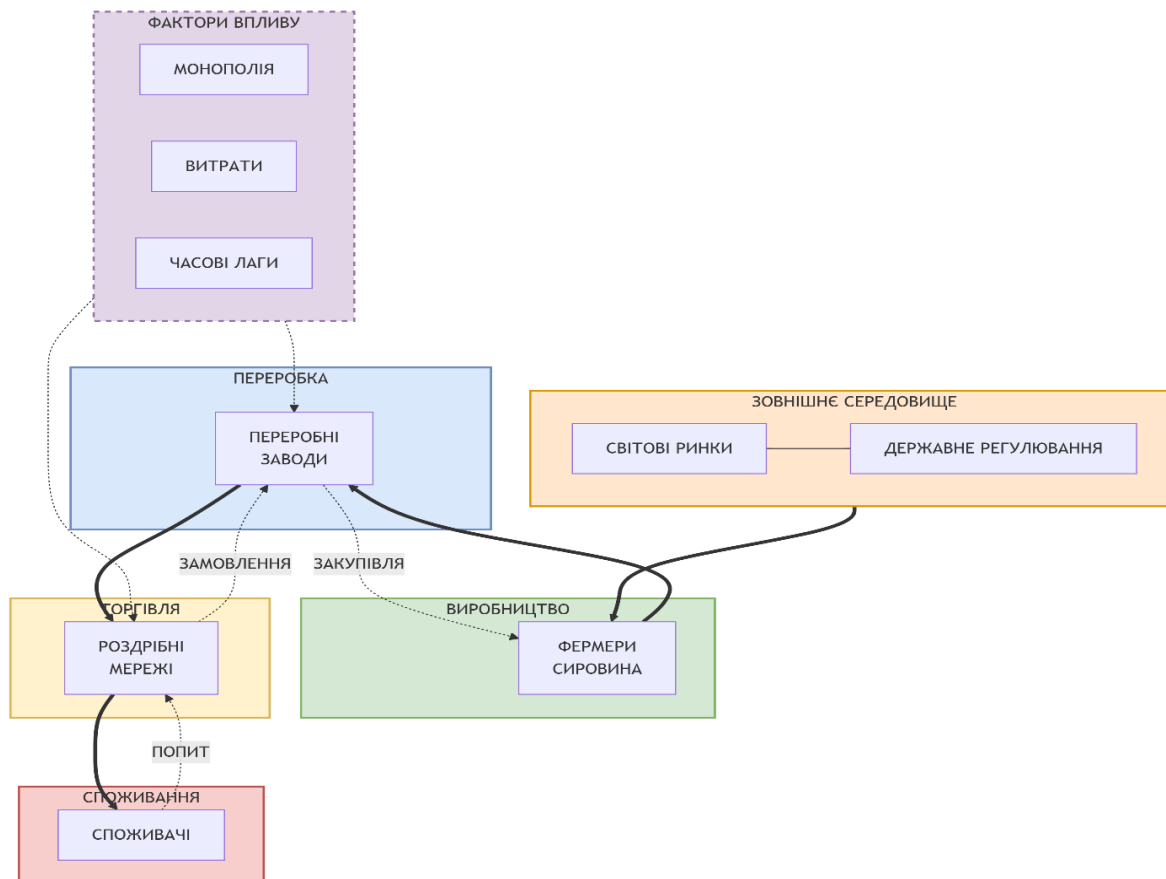 ФАКТОРИ ВПЛИВУ
МОНОПОЛІЯ
ВИТРАТИ
ЧАСОВІ ЛАГИ
ПЕРЕРОБКА
ПЕРЕРОБНІ
ЗАВОДИ
ЗОВНІШНЄ СЕРЕДОВИЩЕ
СВІТОВІ РИНКИ
ДЕРЖАВНЕ РЕГУЛЮВАННЯ
ЗАМОВЛЕННЯ
ЗАКУПІВЛЯ
ТОРГІВЛЯ
РОЗДРІБНІ
МЕРЕЖІ
ВИРОБНИЦТВО
ФЕРМЕРИ
СИРОВИНА
ПОПИТ
СПОЖИВАННЯ
СПОЖИВАЧІ